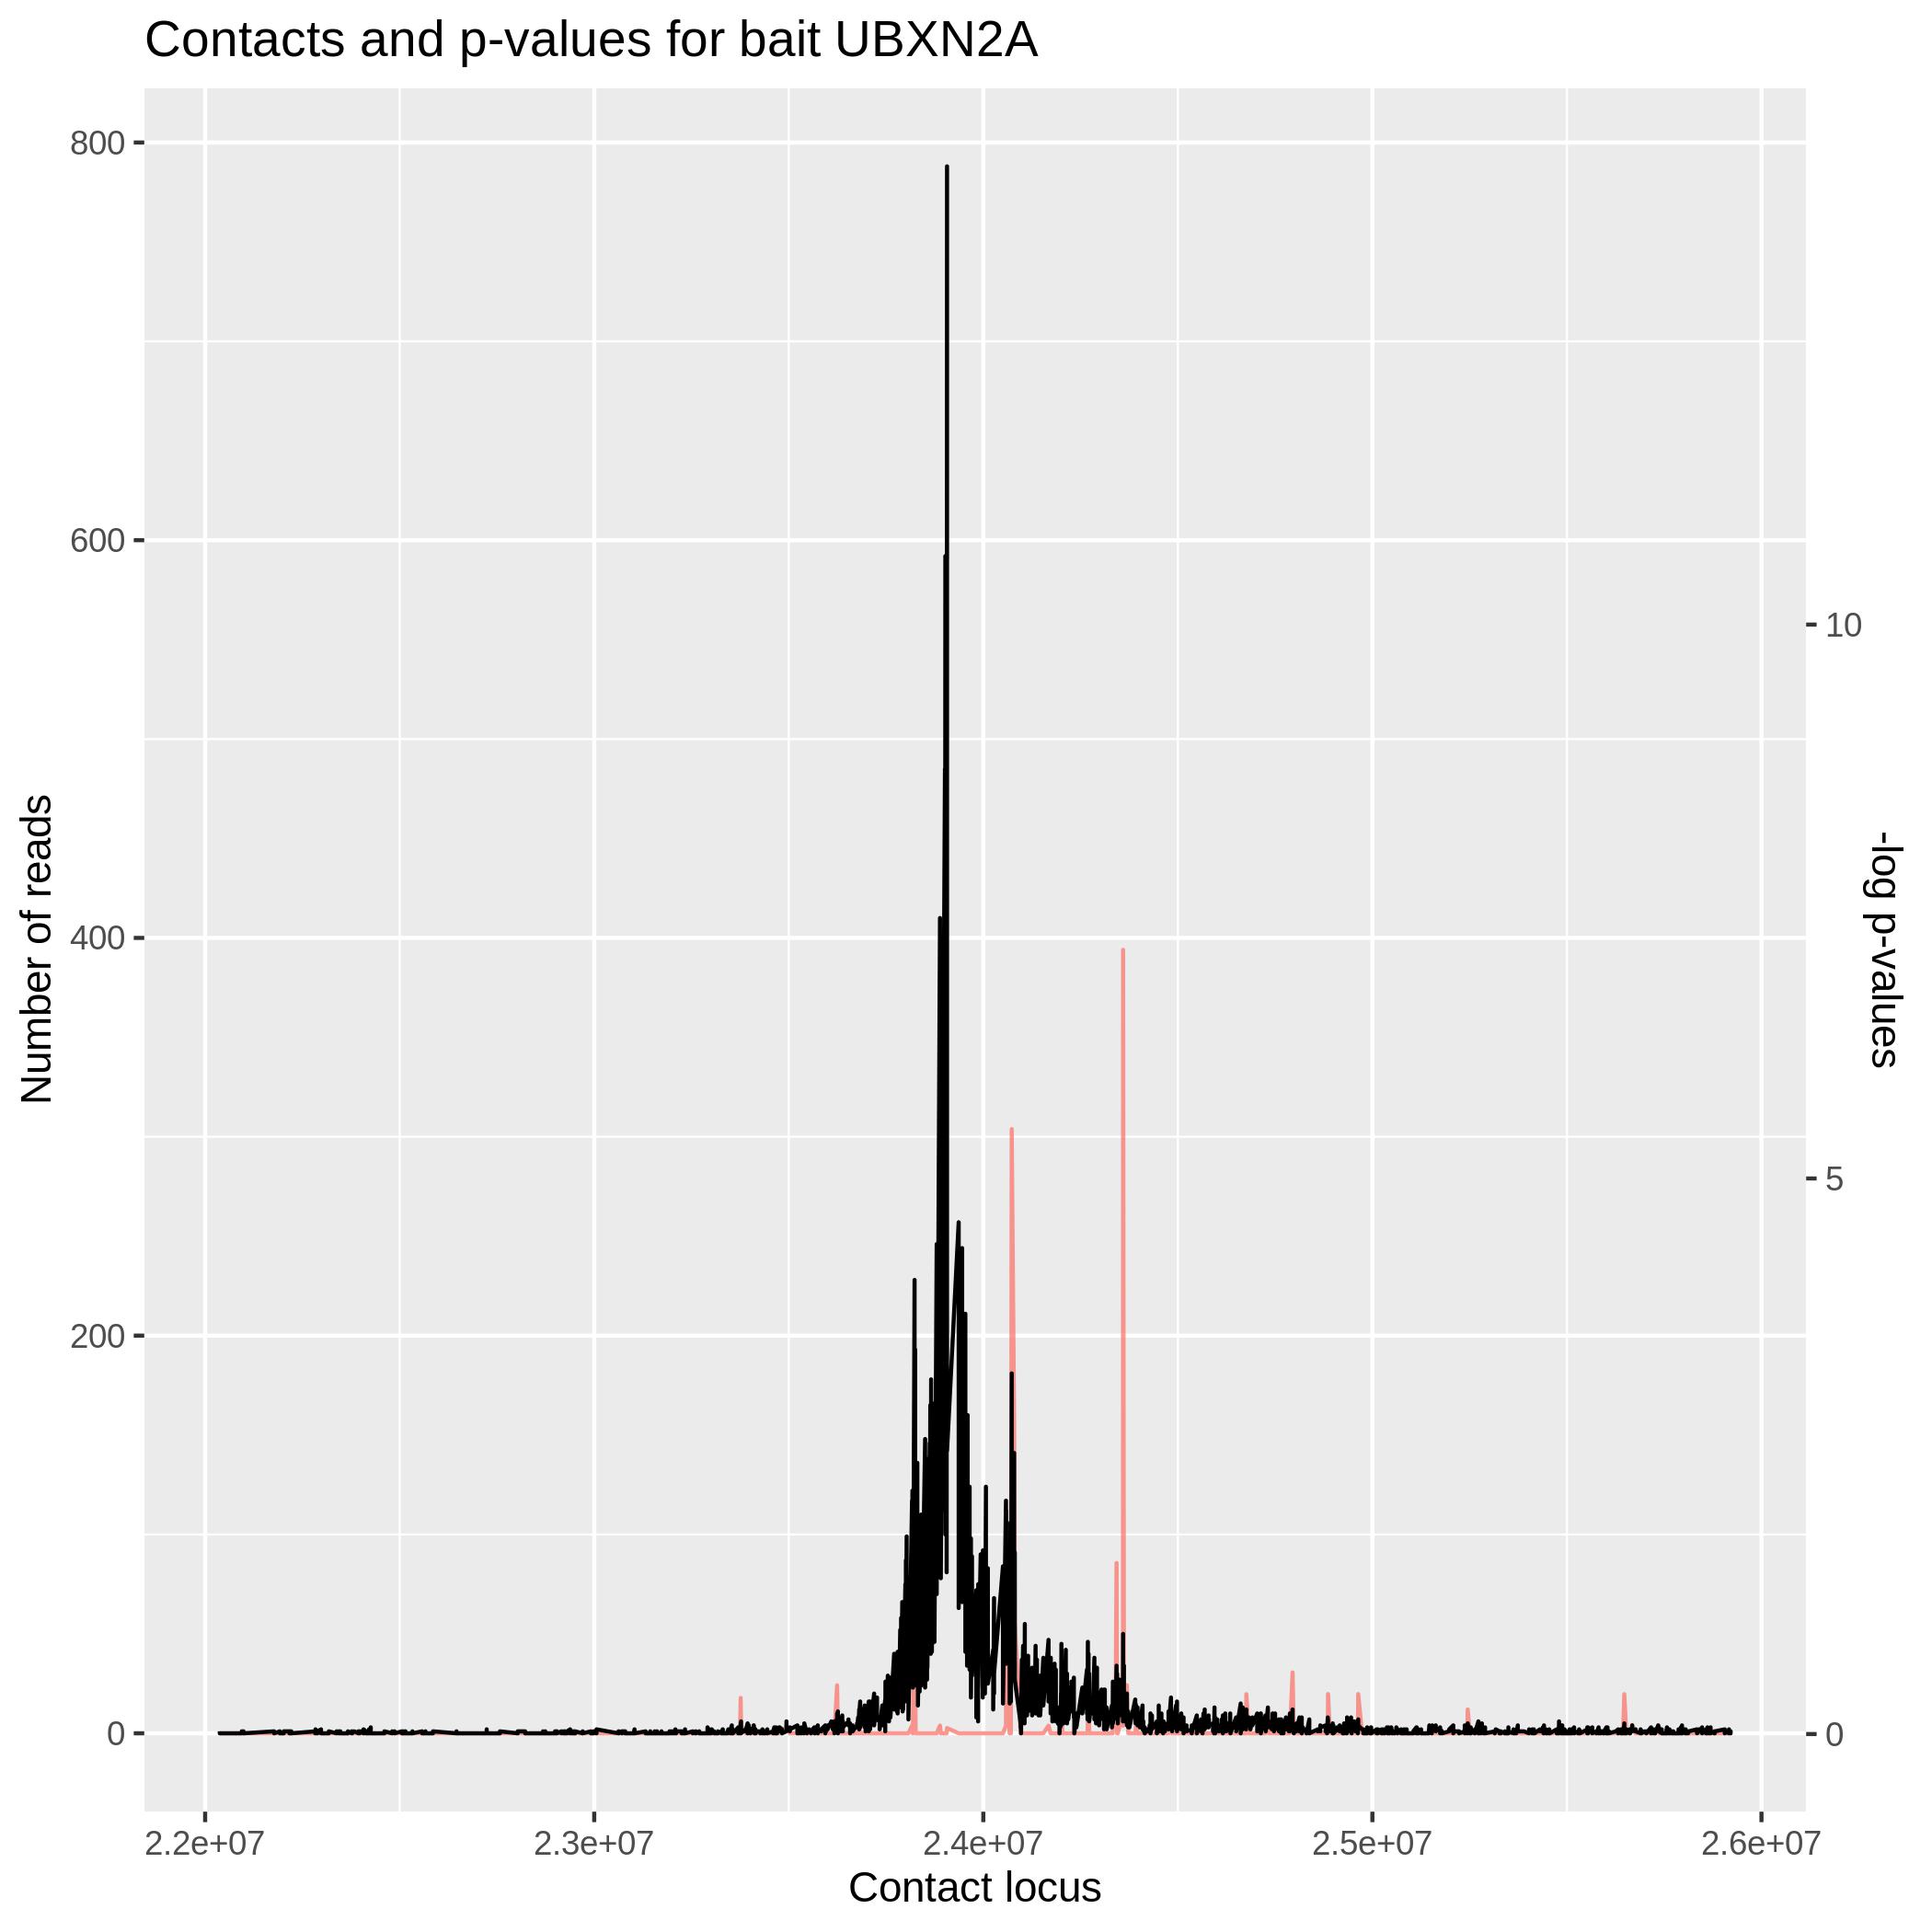 Contacts and p-values for bait UBXN2A
800
600
400
200
0
Number of reads
10
5
0
-log p-values
2.2e+07
2.3e+07
2.4e+07
2.5e+07
2.6e+07
Contact locus